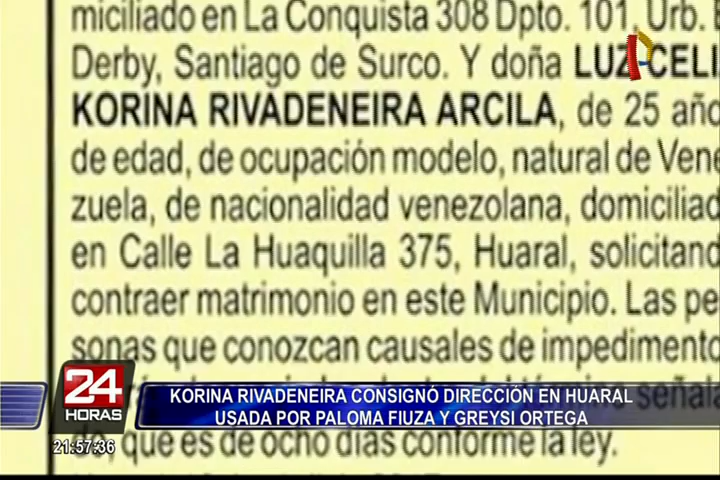 miciliado en La Conquista 308 Dpto. 101, Urb.
Derby, Santiago de Surco. Y doña LUZ CELI
KORINA RIVADENEIRA ARCILA, de 25 año
de edad, de ocupación modelo, natural de Vene
zuela, de nacionalidad venezolana, domiciliad
en Calle La Huaquilla 375, Huaral, solicitand
contraer matrimonio en este Municipio. Las pe
sonas que conozcan causales de impedimento
señala
do, que es de ocho días conforme la ley.
24
HORAS
21:57:36
KORINA RIVADENEIRA CONSIGNÓ DIRECCIÓN EN HUARAL
USADA POR PALOMA FIUZA Y GREYSI ORTEGA